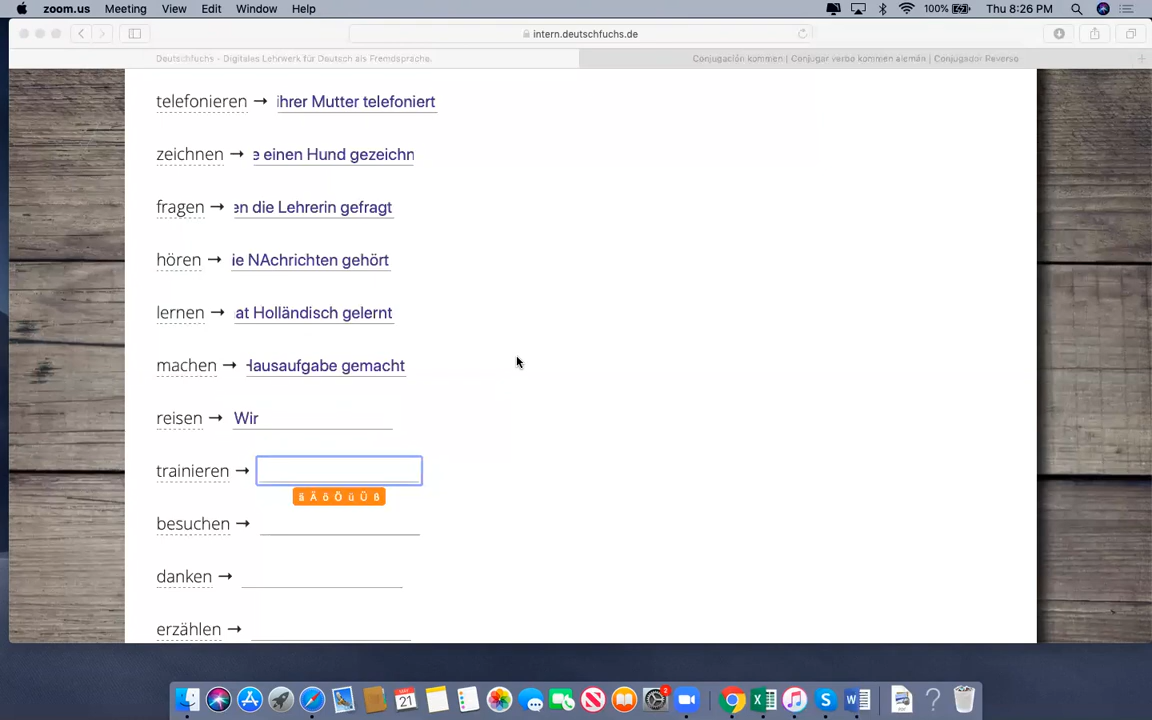 zoom.us Meeting View Edit Window Help 100% Thu 8:26 PM
intern.deutschfuchs.de
Deutschfuchs - Digitales Lehrwerk für Deutsch als Fremdsprache. Conjugación kommen | Conjugar verbo kommen alemán | Conjugador Reverso
telefonieren → ihrer Mutter telefoniert
zeichnen → e einen Hund gezeichn
fragen → en die Lehrerin gefragt
hören → ie NAchrichten gehört
lernen → at Holländisch gelernt
machen → Hausaufgabe gemacht
reisen → Wir
trainieren →
ä Ä ö Ö ü Ü ß
besuchen →
danken →
erzählen →
21
2